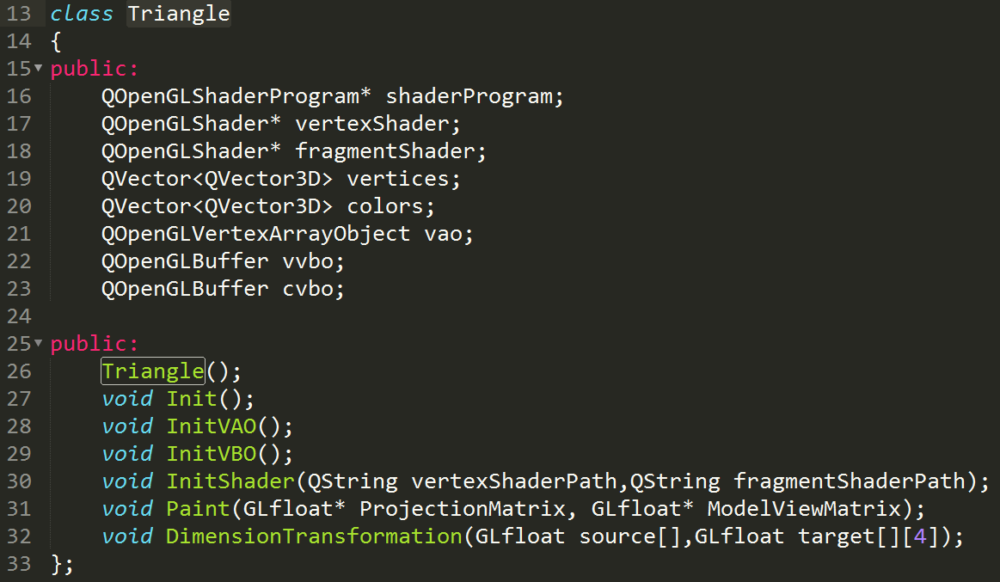 13 class Triangle
14 {
15 public:
16     QOpenGLShaderProgram* shaderProgram;
17     QOpenGLShader* vertexShader;
18     QOpenGLShader* fragmentShader;
19     QVector<QVector3D> vertices;
20     QVector<QVector3D> colors;
21     QOpenGLVertexArrayObject vao;
22     QOpenGLBuffer vvbo;
23     QOpenGLBuffer cvbo;
24
25 public:
26     Triangle();
27     void Init();
28     void InitVAO();
29     void InitVBO();
30     void InitShader(QString vertexShaderPath,QString fragmentShaderPath);
31     void Paint(GLfloat* ProjectionMatrix, GLfloat* ModelViewMatrix);
32     void DimensionTransformation(GLfloat source[],GLfloat target[][4]);
33 };